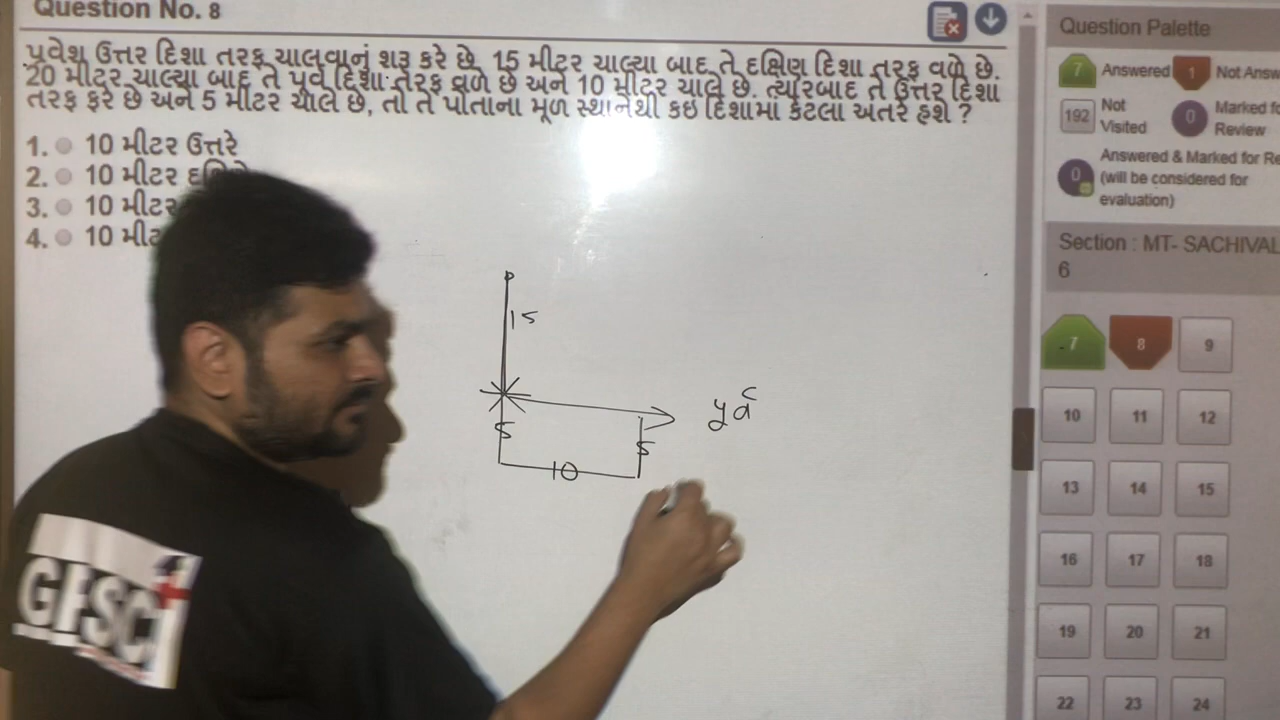 Question No. 8
પ્રવેશ ઉત્તર દિશા તરફ ચાલવાનું શરૂ કરે છે. 15 મીટર ચાલ્યા બાદ તે દક્ષિણ દિશા તરફ વળે છે.
20 મીટર ચાલ્યા બાદ તે પૂર્વ દિશા તરફ વળે છે અને 10 મીટર ચાલે છે. ત્યારબાદ તે ઉત્તર દિશા
તરફ ફરે છે અને 5 મીટર ચાલે છે, તો તે પોતાના મૂળ સ્થાનેથી કઇ દિશામાં કેટલા અંતરે હશે ?
1. 10 મીટર ઉત્તરે
2. 10 મીટર
3. 10 મીટર
4. 10
15
પૂર્વ
5
5
10
GFSC
Question Palette
7 Answered
1 Not
192 Not Visited
0 Marked
Review
0 Answered & Marked for
(will be considered for
evaluation)
Section : MT- SACHIVAL
6
7 8 9
10 11 12
13 14 15
16 17 18
19 20 21
22 23 24